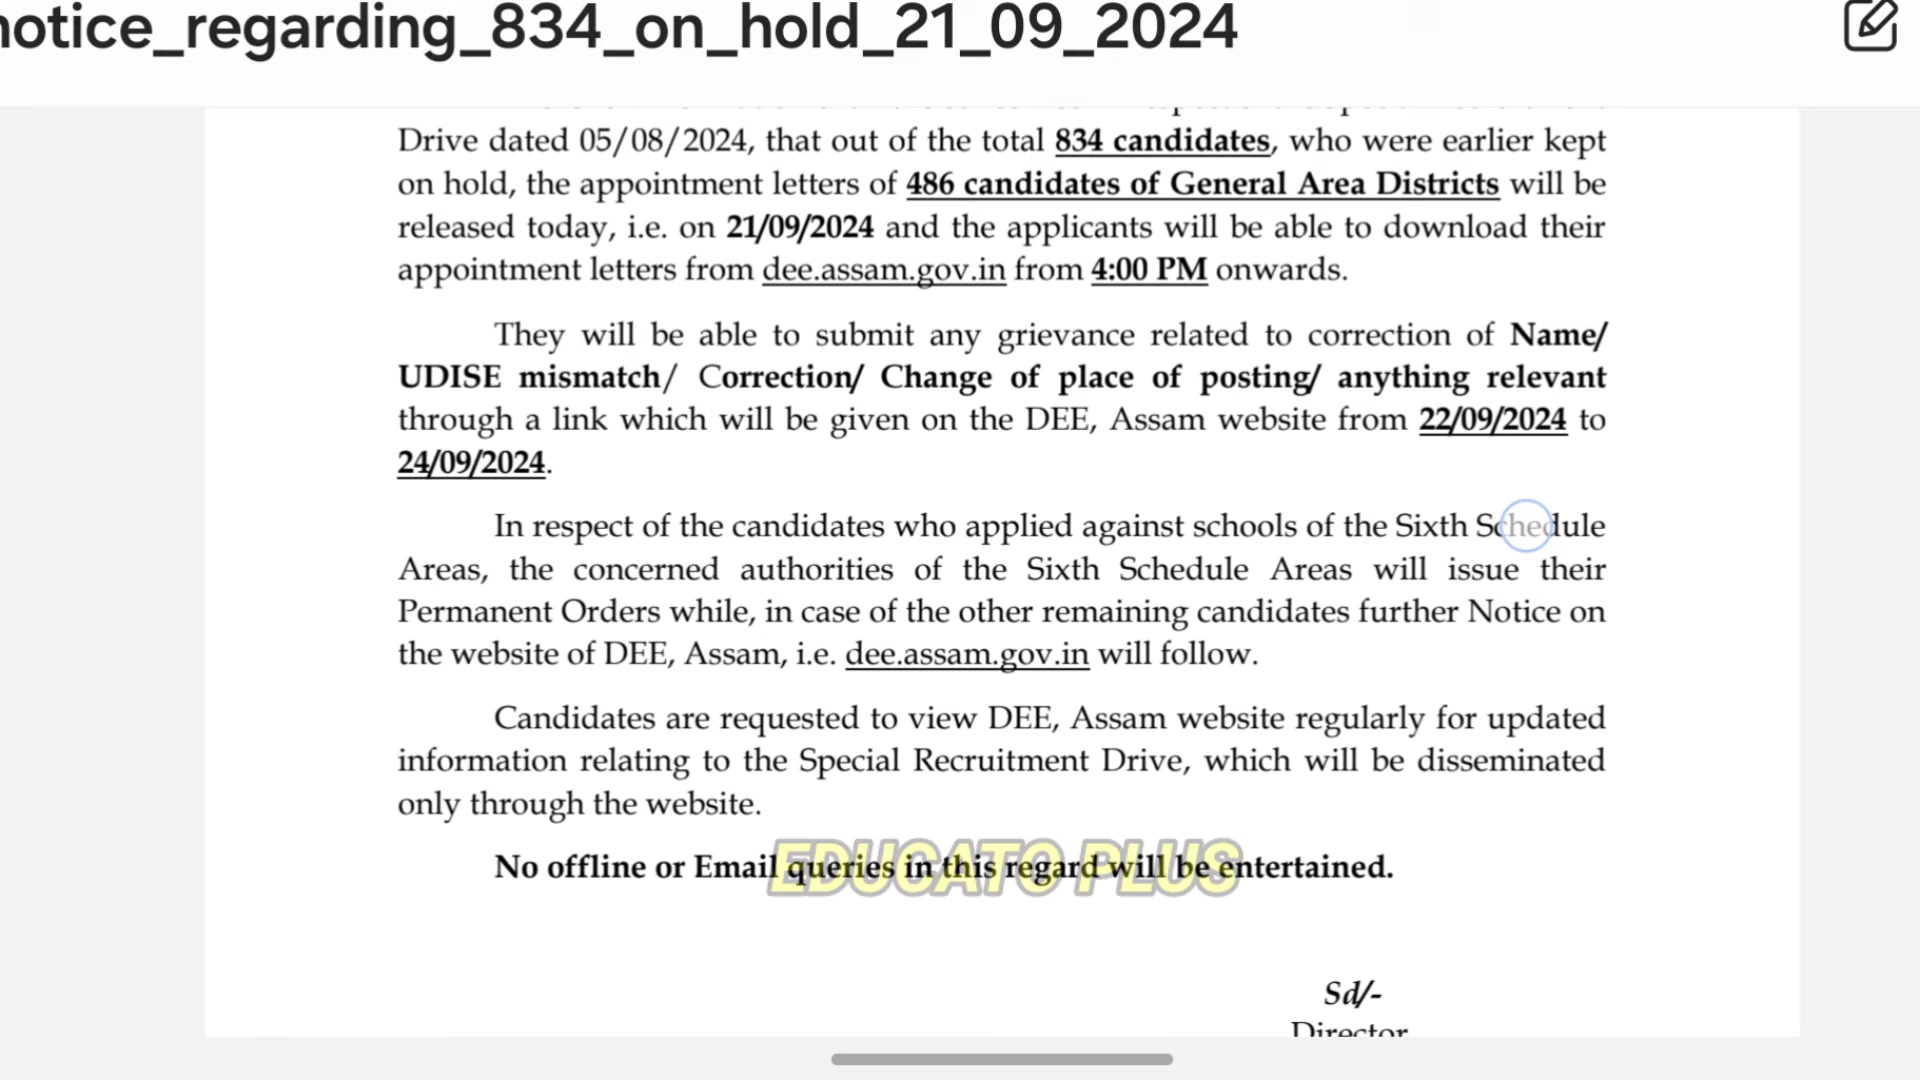 notice_regarding_834_on_hold_21_09_2024
Drive dated 05/08/2024, that out of the total 834 candidates, who were earlier kept
on hold, the appointment letters of 486 candidates of General Area Districts will be
released today, i.e. on 21/09/2024 and the applicants will be able to download their
appointment letters from dee.assam.gov.in from 4:00 PM onwards.
They will be able to submit any grievance related to correction of Name/
UDISE mismatch/ Correction/ Change of place of posting/ anything relevant
through a link which will be given on the DEE, Assam website from 22/09/2024 to
24/09/2024.
In respect of the candidates who applied against schools of the Sixth Schedule
Areas, the concerned authorities of the Sixth Schedule Areas will issue their
Permanent Orders while, in case of the other remaining candidates further Notice on
the website of DEE, Assam, i.e. dee.assam.gov.in will follow.
Candidates are requested to view DEE, Assam website regularly for updated
information relating to the Special Recruitment Drive, which will be disseminated
only through the website.
No offline or Email queries in this regard will be entertained.
EDUCATO PLUS
Sd/-
Director